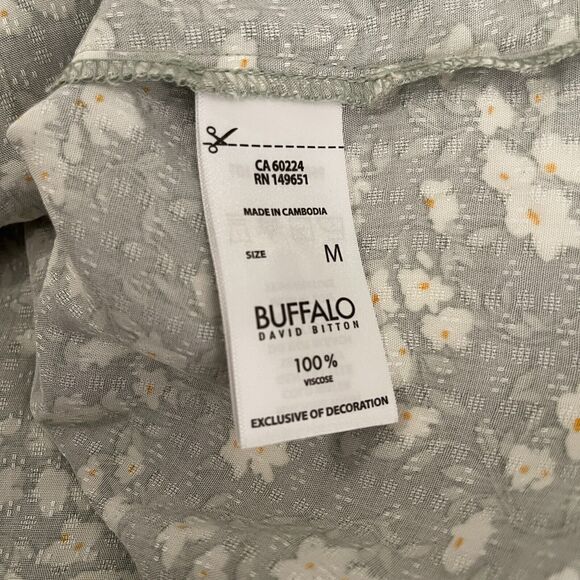 CA 60224
RN 149651
MADE IN CAMBODIA
SIZE M
BUFFALO
DAVID BITTON
100%
VISCOSE
EXCLUSIVE OF DECORATION